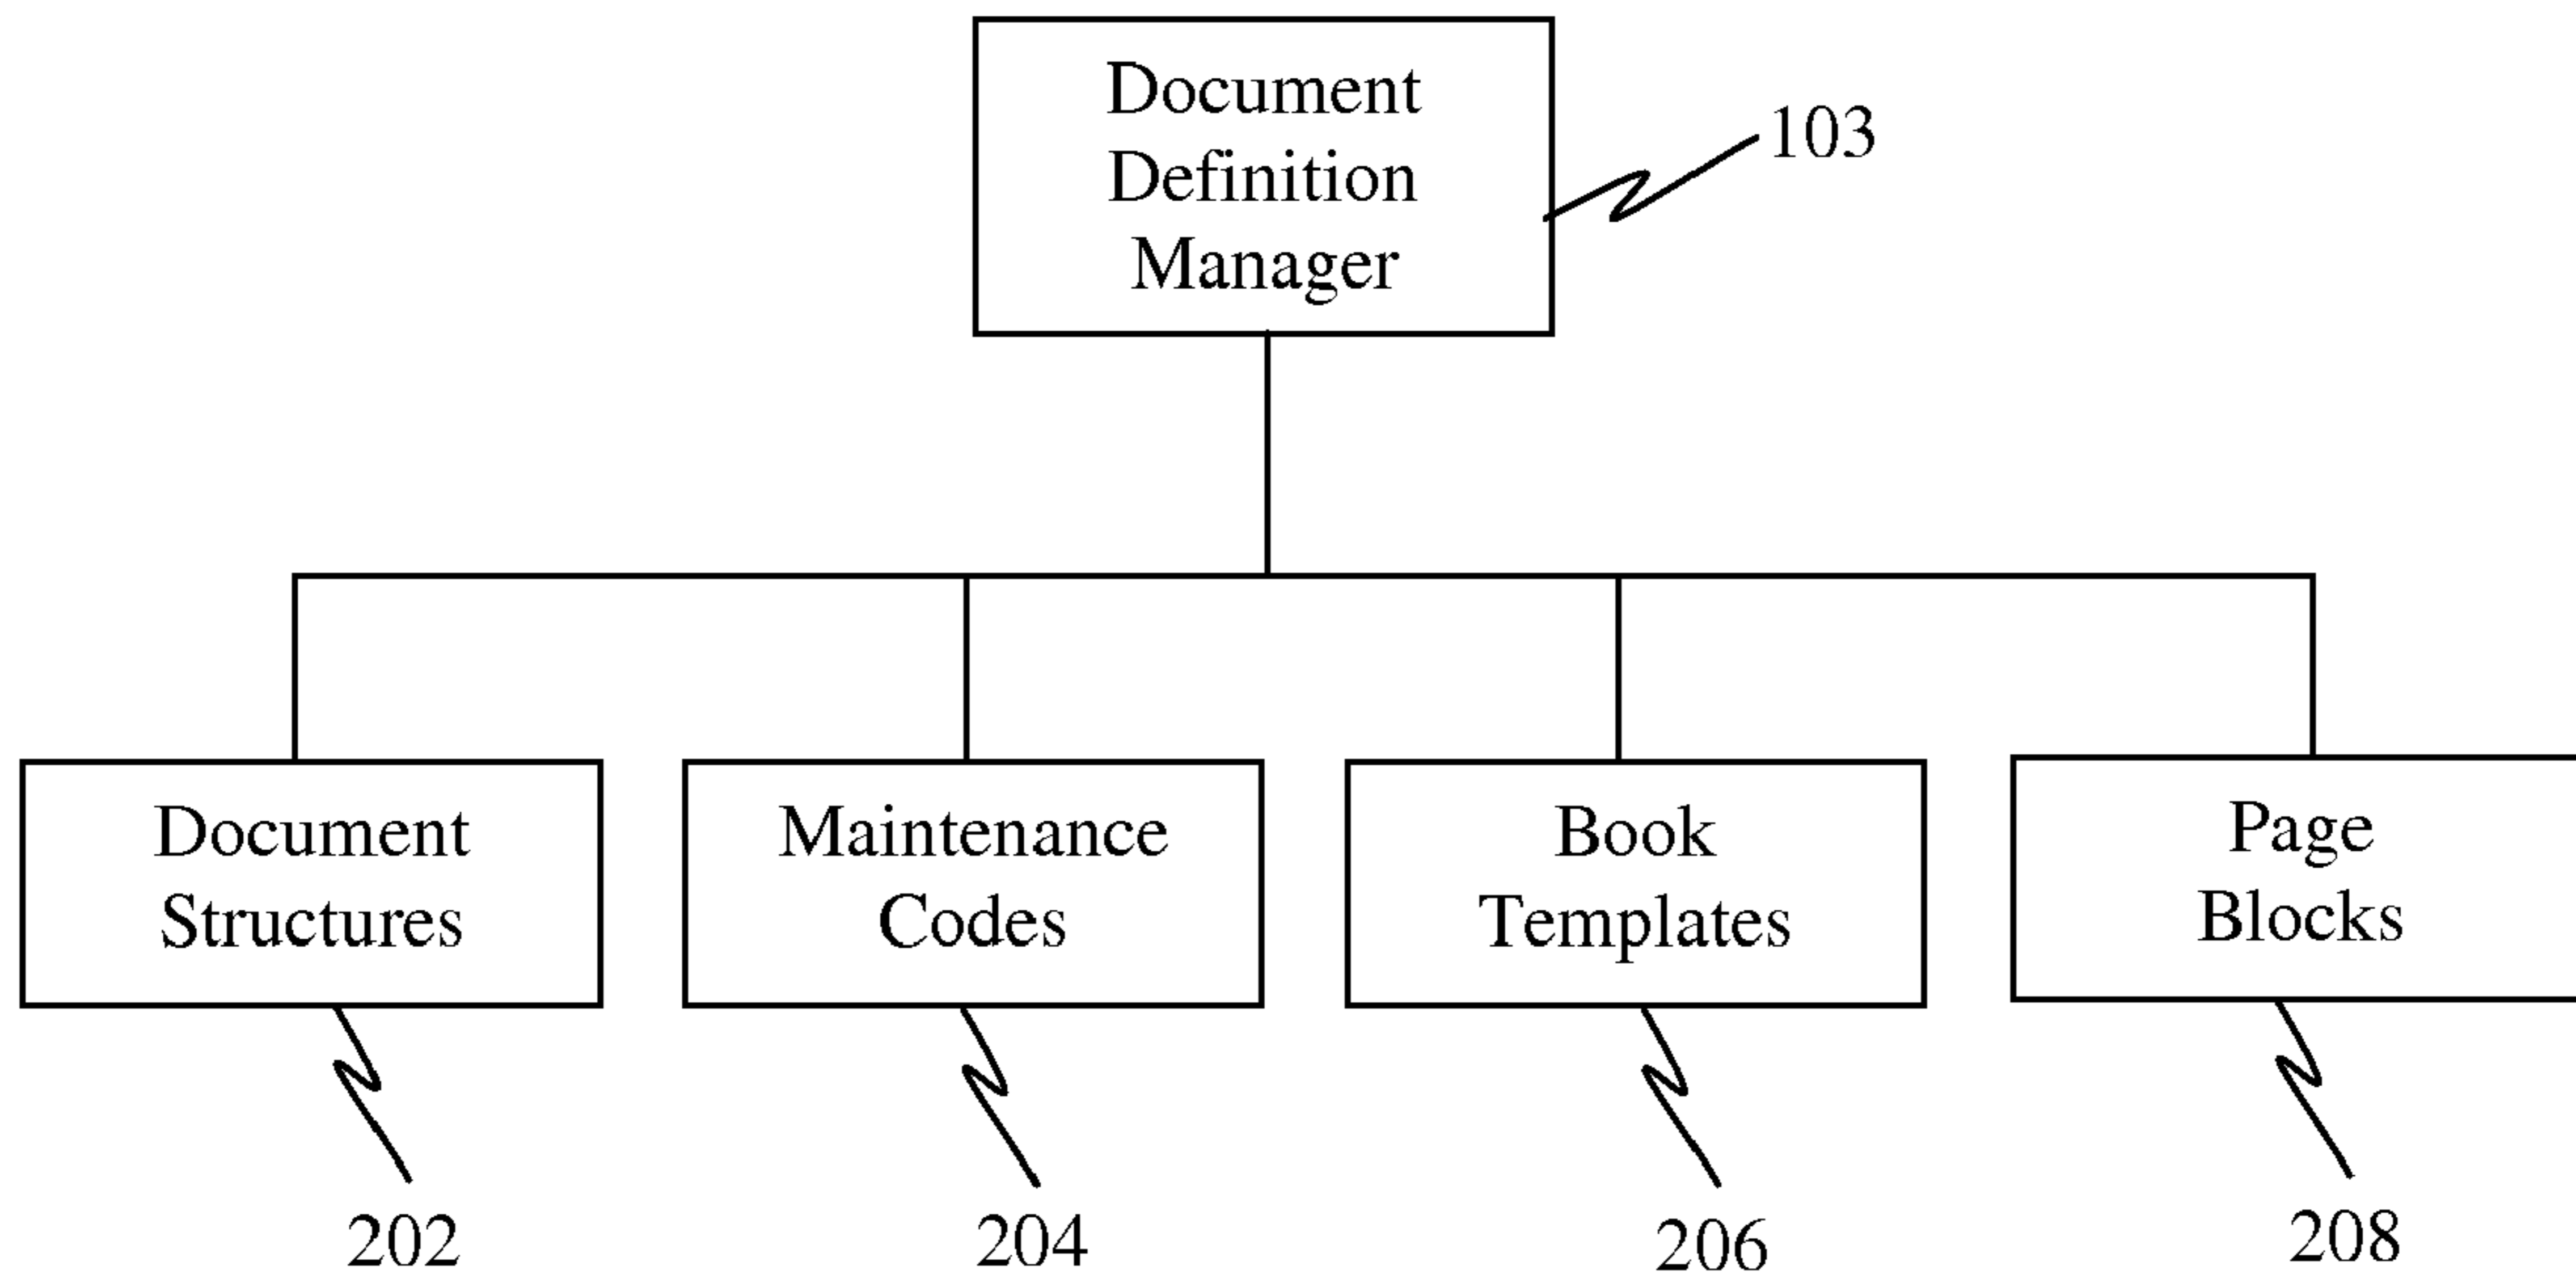 Document
Definition
Manager
103
Document
Structures
Maintenance
Codes
Book
Templates
Page
Blocks
202
204
206
208